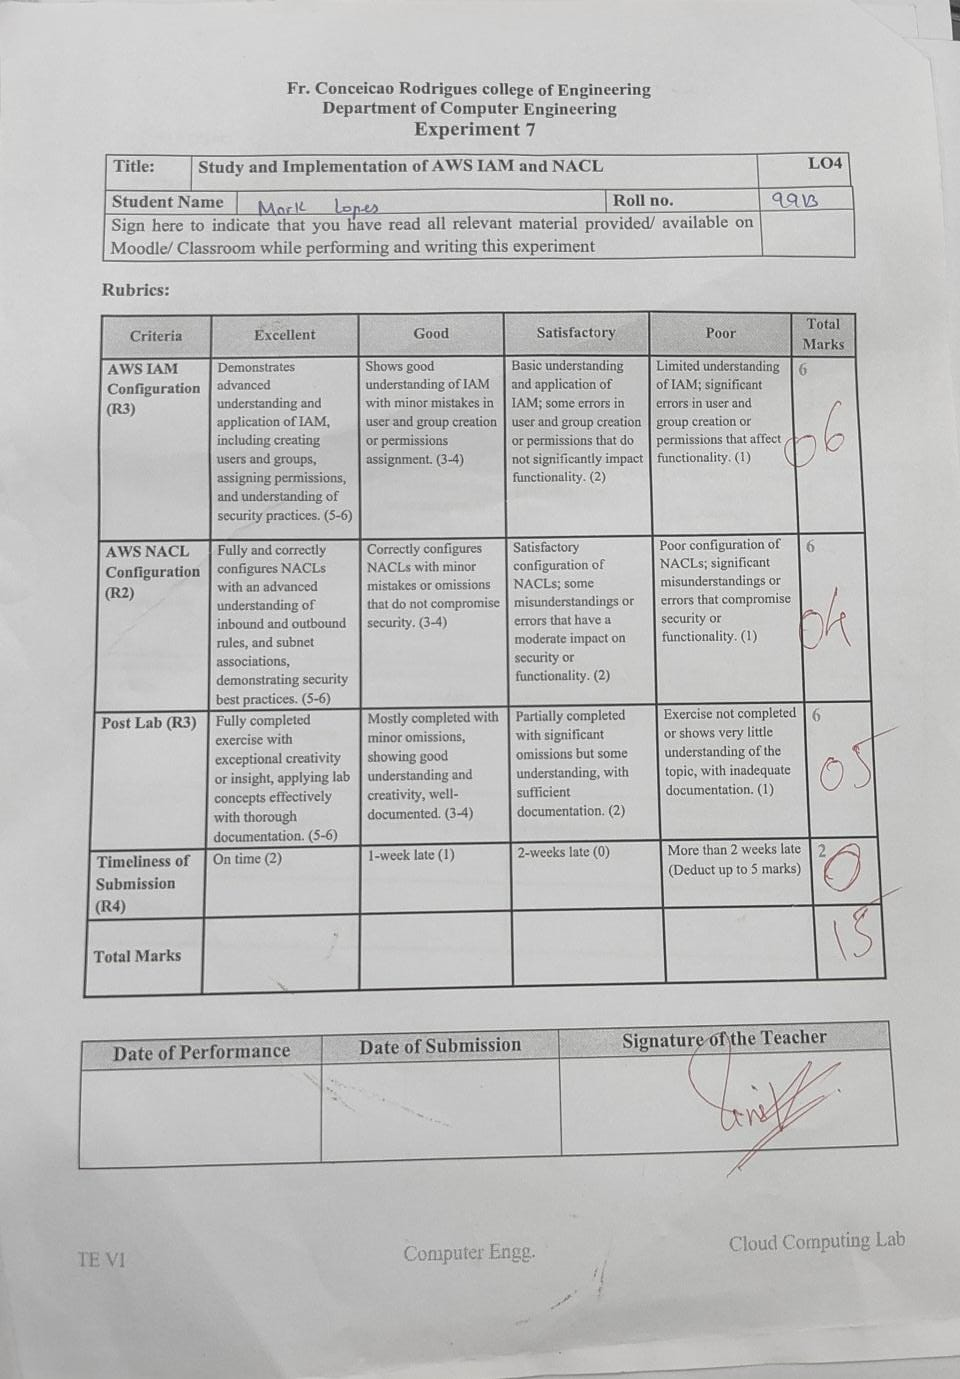 Fr. Conceicao Rodrigues college of Engineering
Department of Computer Engineering
Experiment 7
Title: Study and Implementation of AWS IAM and NACL LO4
Student Name Mark Lopes Roll no. 9913
Sign here to indicate that you have read all relevant material provided/ available on
Moodle/ Classroom while performing and writing this experiment
Rubrics:
Criteria Excellent Good Satisfactory Poor Total
Marks
AWS IAM
Configuration
(R3)
Demonstrates
advanced
understanding and
application of IAM,
including creating
users and groups,
assigning permissions,
and understanding of
security practices. (5-6)
Shows good
understanding of IAM
with minor mistakes in
user and group creation
or permissions
assignment. (3-4)
Basic understanding
and application of
IAM; some errors in
user and group creation
or permissions that do
not significantly impact
functionality. (2)
Limited understanding
of IAM; significant
errors in user and
group creation or
permissions that affect
functionality. (1)
6
06
AWS NACL
Configuration
(R2)
Fully and correctly
configures NACLs
with an advanced
understanding of
inbound and outbound
rules, and subnet
associations,
demonstrating security
best practices. (5-6)
Correctly configures
NACLs with minor
mistakes or omissions
that do not compromise
security. (3-4)
Satisfactory
configuration of
NACLs; some
misunderstandings or
errors that have a
moderate impact on
security or
functionality. (2)
Poor configuration of
NACLs; significant
misunderstandings or
errors that compromise
security or
functionality. (1)
6
04
Post Lab (R3)
Fully completed
exercise with
exceptional creativity
or insight, applying lab
concepts effectively
with thorough
documentation. (5-6)
Mostly completed with
minor omissions,
showing good
understanding and
creativity, well-
documented. (3-4)
Partially completed
with significant
omissions but some
understanding, with
sufficient
documentation. (2)
Exercise not completed
or shows very little
understanding of the
topic, with inadequate
documentation. (1)
6
05
Timeliness of
Submission
(R4)
On time (2)
1-week late (1)
2-weeks late (0)
More than 2 weeks late
(Deduct up to 5 marks)
2
0
Total Marks
15
Date of Performance Date of Submission Signature of the Teacher
TE VI Computer Engg. Cloud Computing Lab